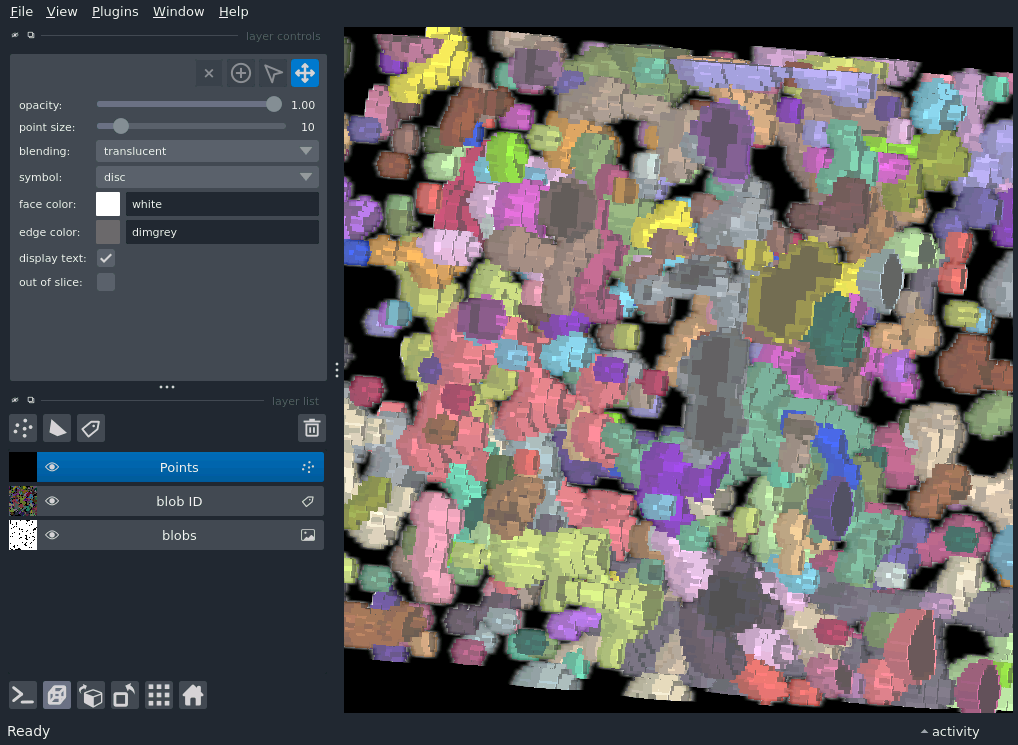 File View Plugins Window Help
layer controls
opacity: 1.00
point size: 10
blending: translucent
symbol: disc
face color: white
edge color: dimgrey
display text:
out of slice:
layer list
Points
blob ID
blobs
Ready
activity